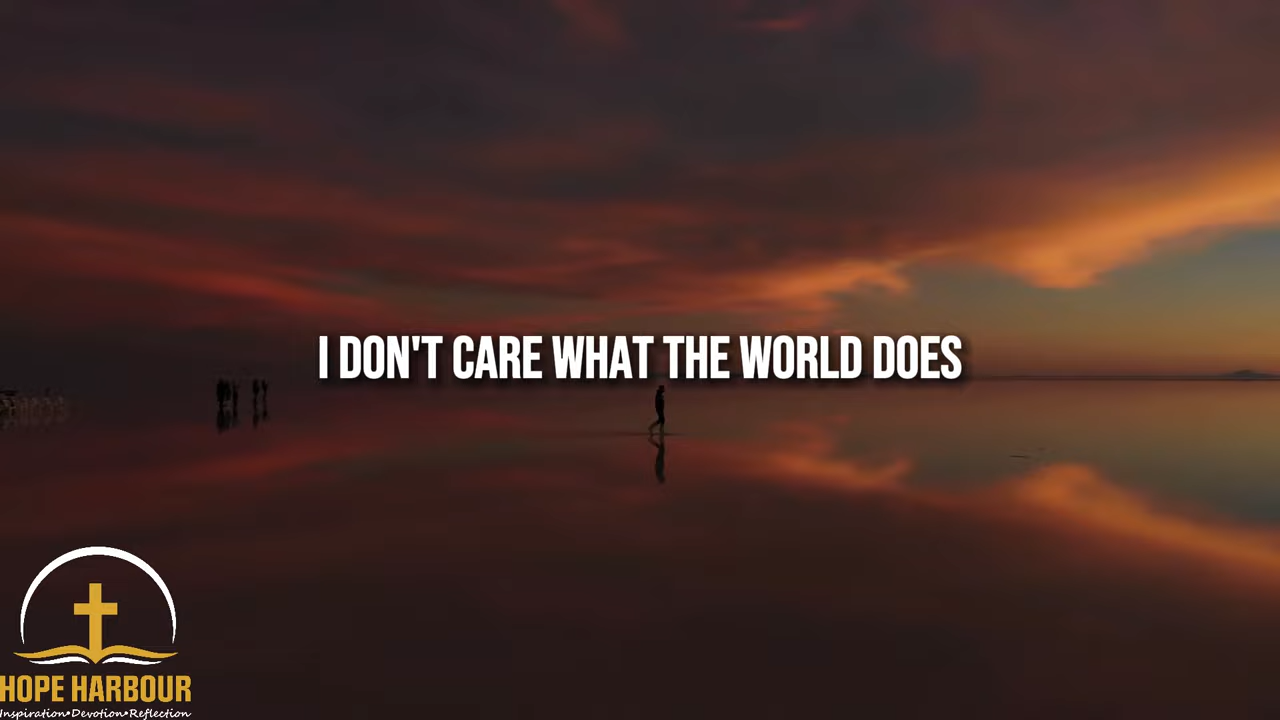 I DON'T CARE WHAT THE WORLD DOES
HOPE HARBOUR
Inspiration•Devotion•Reflection